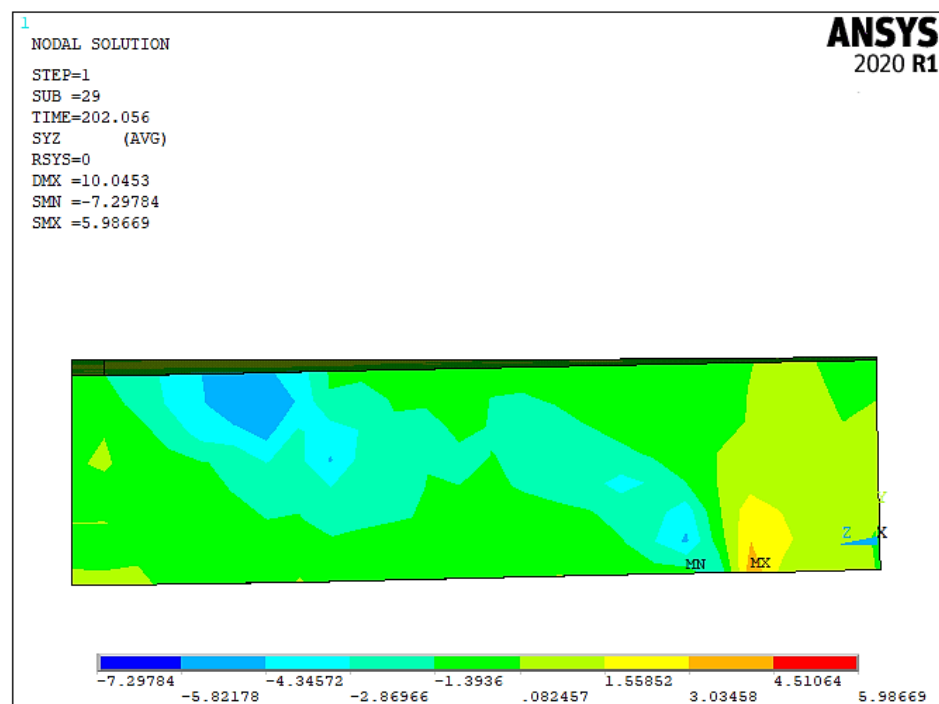 1
NODAL SOLUTION
STEP=1
SUB =29
TIME=202.056
SYZ (AVG)
RSYS=0
DMX =10.0453
SMN =-7.29784
SMX =5.98669
ANSYS
2020 R1
Y
Z X
MN MX
-7.29784 -4.34572 -1.3936 1.55852 4.51064
-5.82178 -2.86966 .082457 3.03458 5.98669